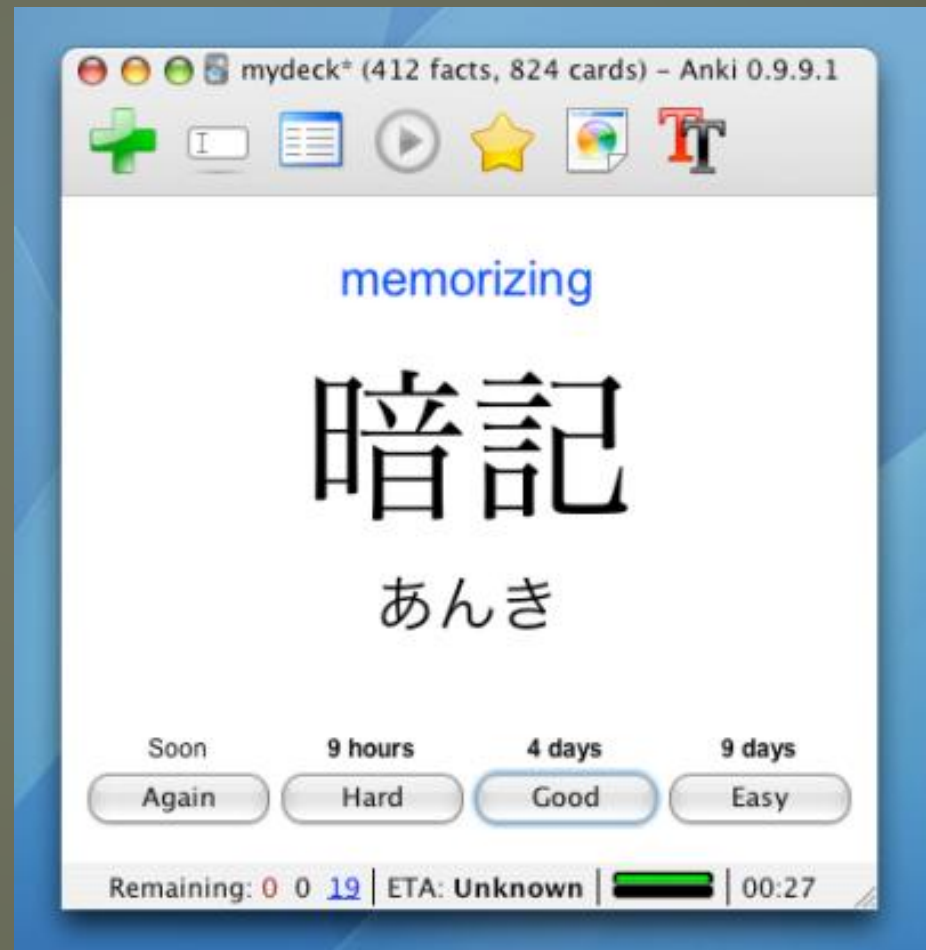 mydeck* (412 facts, 824 cards) – Anki 0.9.9.1
memorizing
暗記
あんき
Soon 9 hours 4 days 9 days
Again Hard Good Easy
Remaining: 0 0 19 ETA: Unknown 00:27